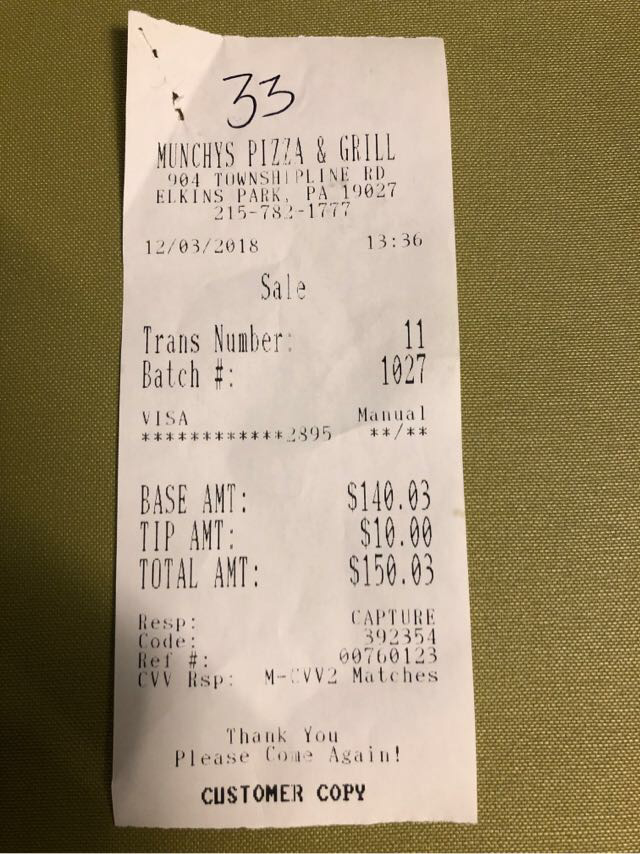 33
MUNCHYS PIZZA & GRILL
904 TOWNSHIPLINE RD
ELKINS PARK, PA 19027
215-782-1777
12/03/2018 13:36
Sale
Trans Number: 11
Batch #: 1027
VISA Manual
************2895 **/**
BASE AMT: $140.03
TIP AMT: $10.00
TOTAL AMT: $150.03
Resp: CAPTURE
Code: 392354
Ref #: 00760123
CVV Rsp: M-CVV2 Matches
Thank You
Please Come Again!
CUSTOMER COPY